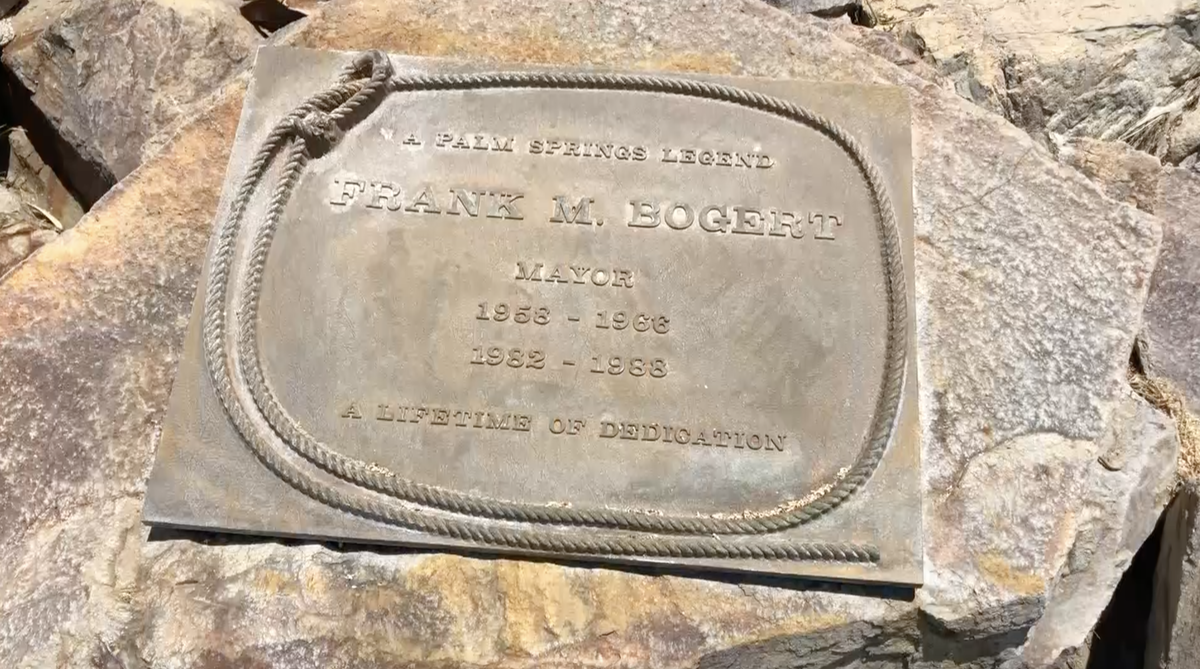 A PALM SPRINGS LEGEND
FRANK M. BOGERT
MAYOR
1958 - 1966
1982 - 1988
A LIFETIME OF DEDICATION